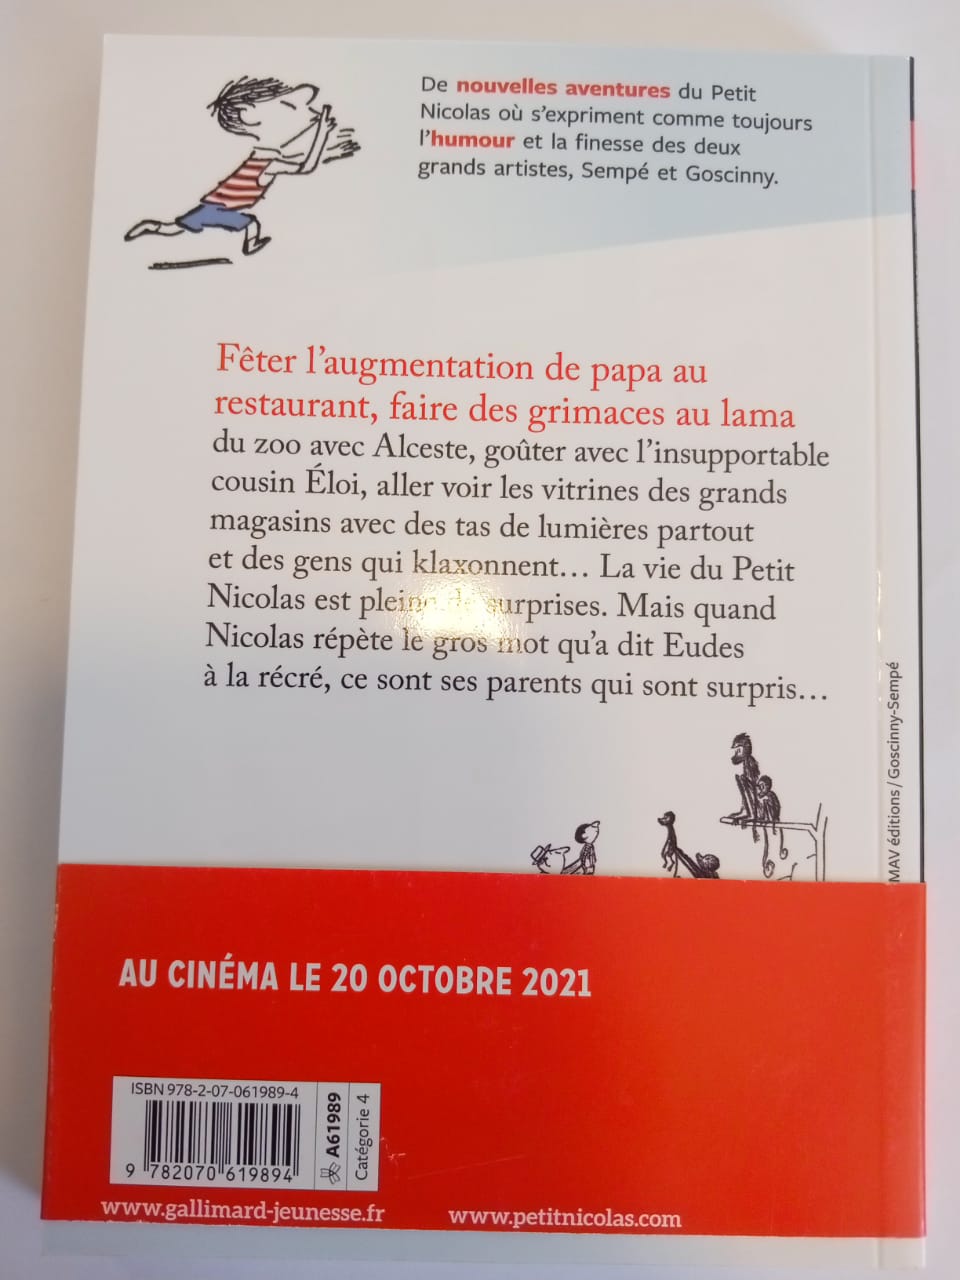 De nouvelles aventures du Petit
Nicolas où s'expriment comme toujours
l'humour et la finesse des deux
grands artistes, Sempé et Goscinny.
Fêter l'augmentation de papa au
restaurant, faire des grimaces au lama
du zoo avec Alceste, goûter avec l'insupportable
cousin Éloi, aller voir les vitrines des grands
magasins avec des tas de lumières partout
et des gens qui klaxonnent… La vie du Petit
Nicolas est pleine de surprises. Mais quand
Nicolas répète le gros mot qu'a dit Eudes
à la récré, ce sont ses parents qui sont surpris…
MAV éditions / Goscinny-Sempé
AU CINÉMA LE 20 OCTOBRE 2021
ISBN 978-2-07-061989-4
9 782070 619894
A61989
Catégorie 4
www.gallimard-jeunesse.fr
www.petitnicolas.com